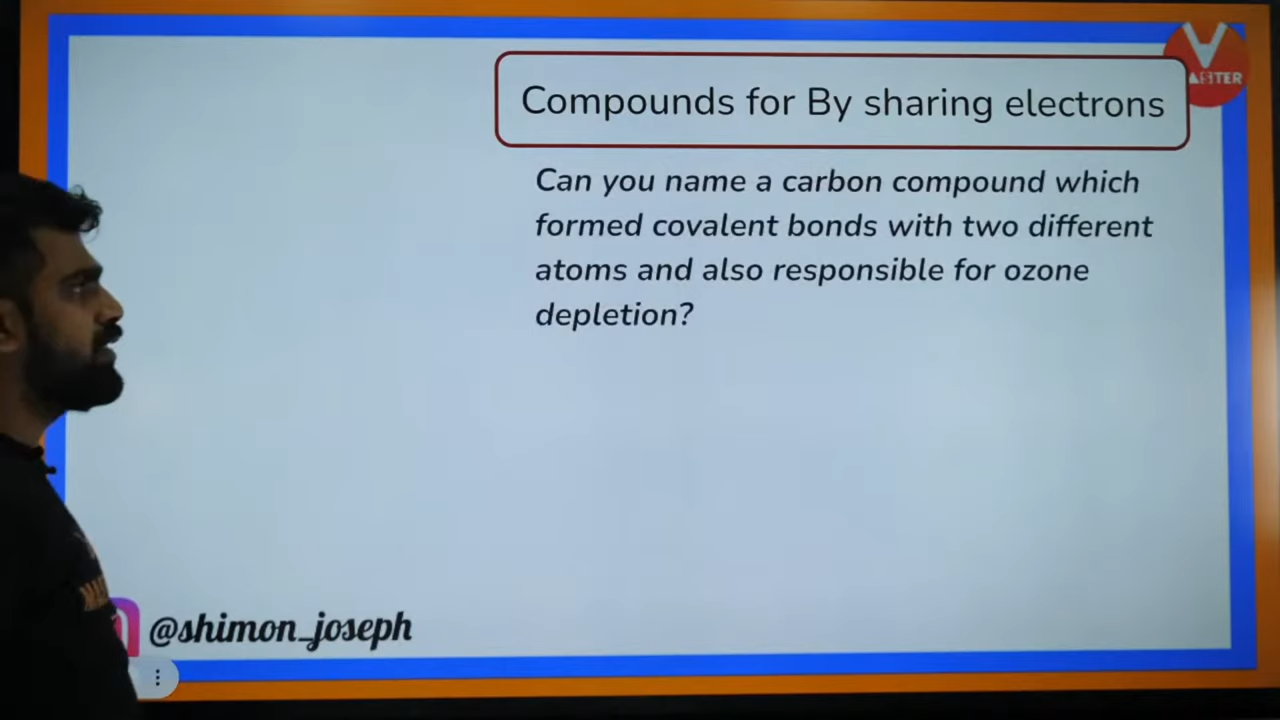 V
Compounds for By sharing electrons
Can you name a carbon compound which
formed covalent bonds with two different
atoms and also responsible for ozone
depletion?
@shimon_joseph